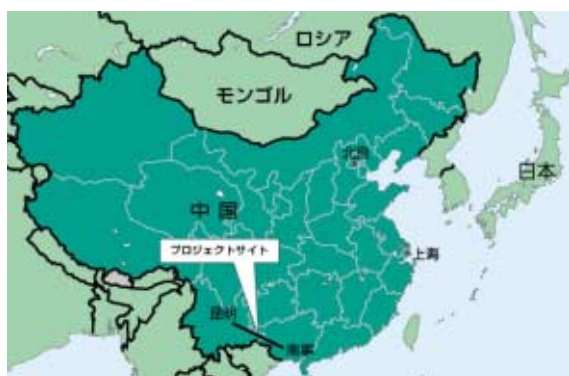 ロシア
モンゴル
北京
日本
中国
上海
プロジェクトサイト
昆明
南寧